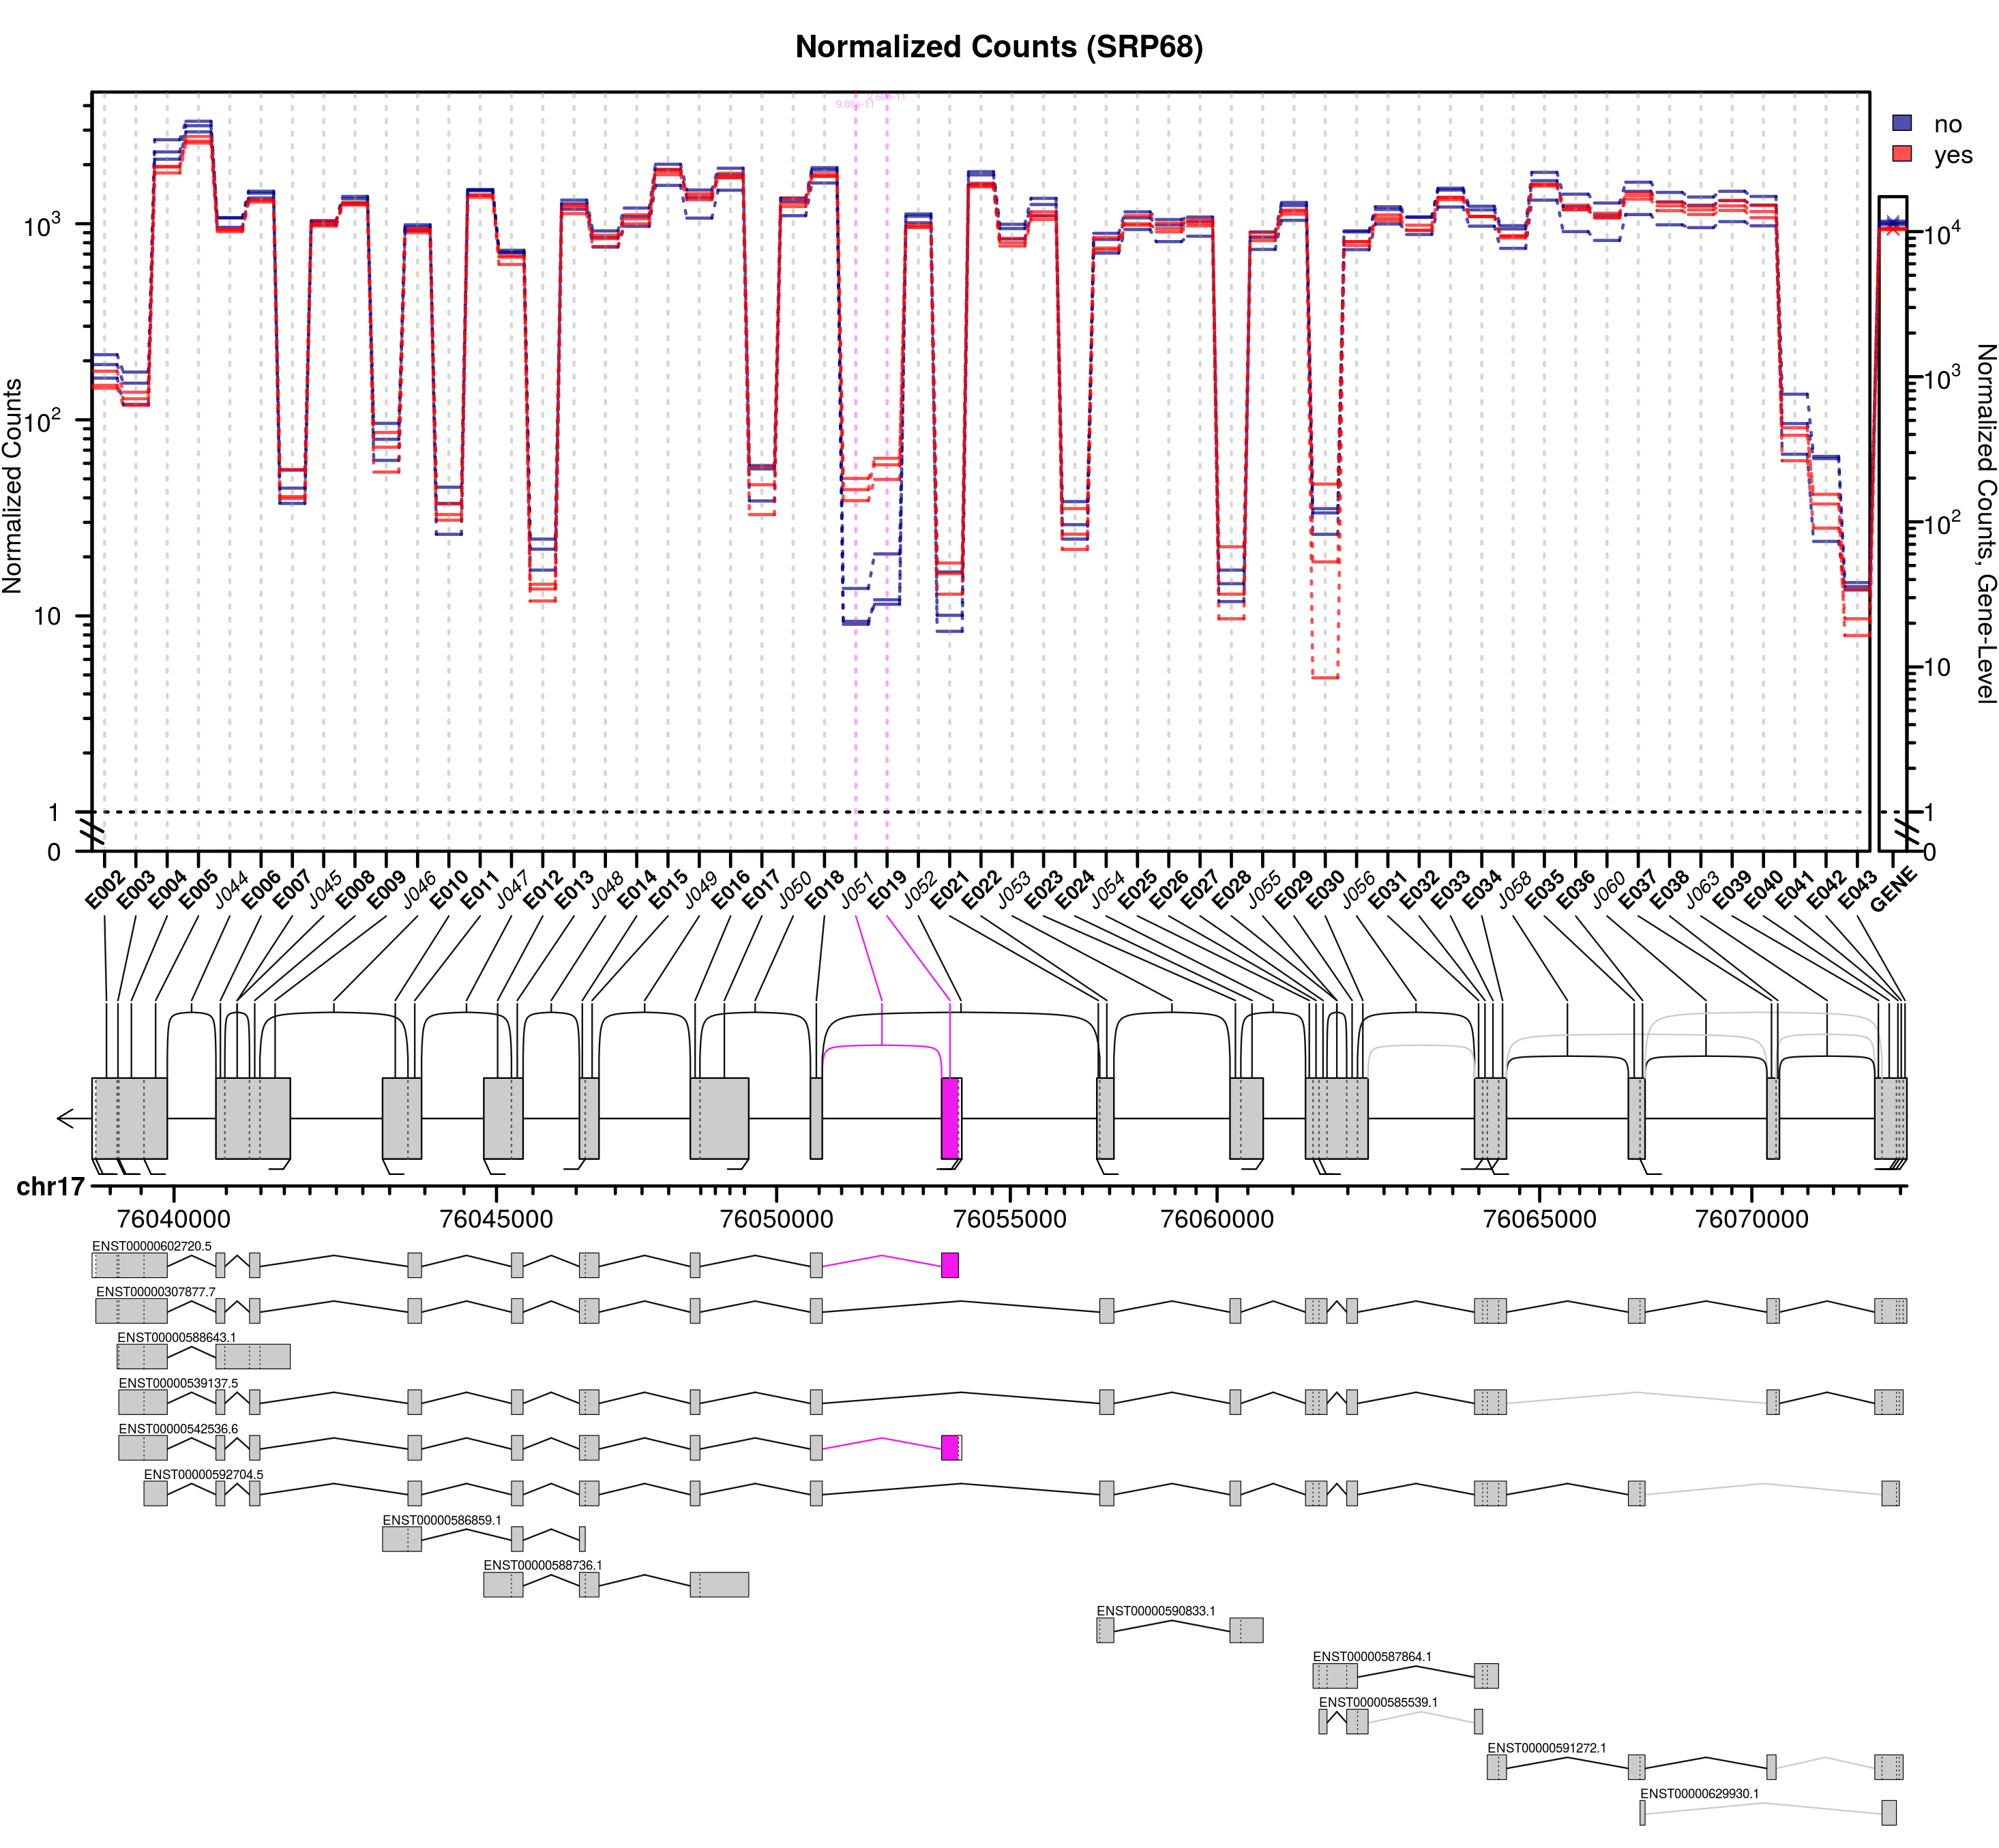 Normalized Counts (SRP68)
9.88e-11
2.60e-11
no
yes
Normalized Counts
10³
10²
10
1
0
10⁴
10³
10²
10
1
0
Normalized Counts, Gene-Level
E002 E003 E004 E005 J044 E006 E007 J045 E008 E009 J046 E010 E011 J047 E012 E013 J048 E014 E015 J049 E016 E017 J050 E018 J051 E019 J052 E021 E022 J053 E023 E024 J054 E025 E026 E027 E028 J055 E029 E030 J056 E031 E032 E033 E034 J058 E035 E036 J060 E037 E038 J063 E039 E040 E041 E042 E043 GENE
chr17
76040000 76045000 76050000 76055000 76060000 76065000 76070000
ENST00000602720.5
ENST00000307877.7
ENST00000588643.1
ENST00000539137.5
ENST00000542536.6
ENST00000592704.5
ENST00000586859.1
ENST00000588736.1
ENST00000590833.1
ENST00000587864.1
ENST00000585539.1
ENST00000591272.1
ENST00000629930.1